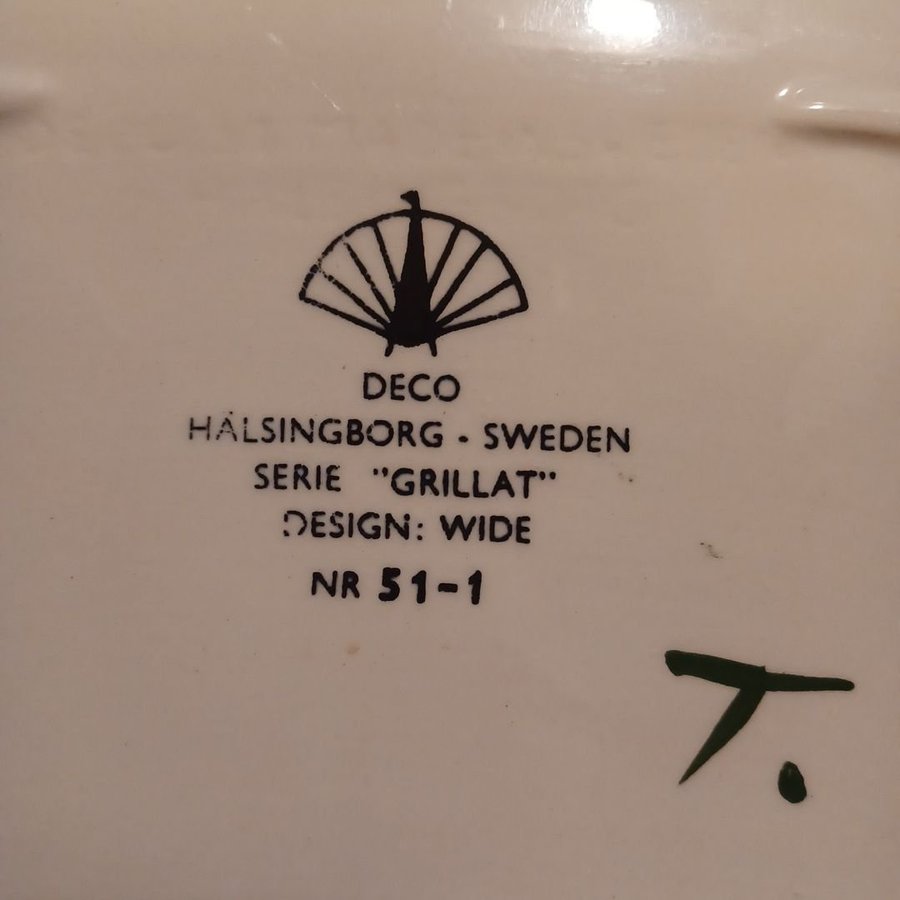 DECO
HÄLSINGBORG · SWEDEN
SERIE "GRILLAT"
DESIGN: WIDE
NR 51-1
T.